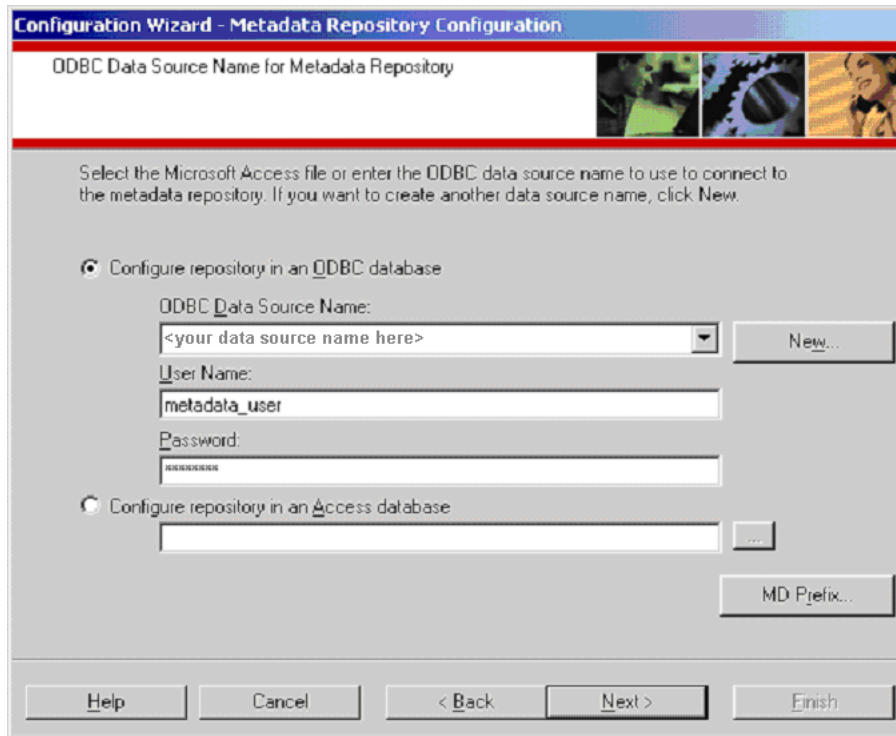 Configuration Wizard - Metadata Repository Configuration
ODBC Data Source Name for Metadata Repository
Select the Microsoft Access file or enter the ODBC data source name to use to connect to
the metadata repository. If you want to create another data source name, click New.
Configure repository in an ODBC database
ODBC Data Source Name:
<your data source name here>
New...
User Name:
metadata_user
Password:
********
Configure repository in an Access database
...
MD Prefix...
Help
Cancel
< Back
Next >
Finish